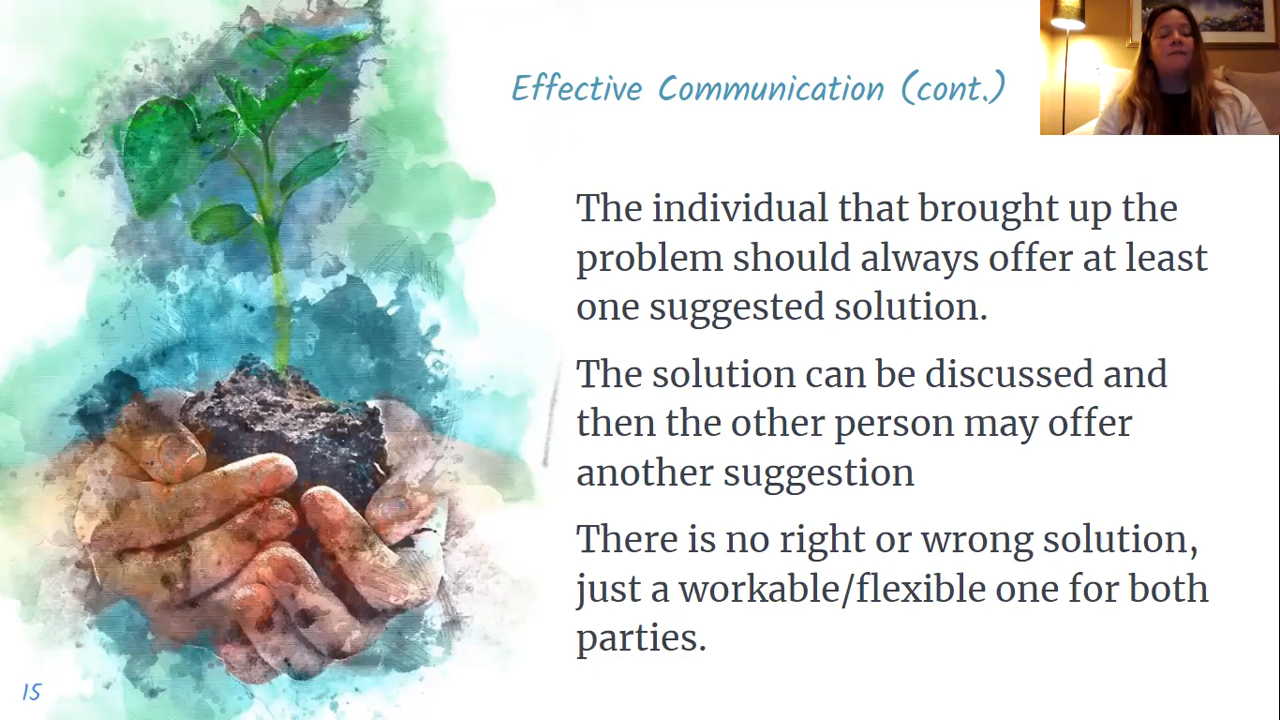 Effective Communication (cont.)
The individual that brought up the
problem should always offer at least
one suggested solution.
The solution can be discussed and
then the other person may offer
another suggestion
There is no right or wrong solution,
just a workable/flexible one for both
parties.
15